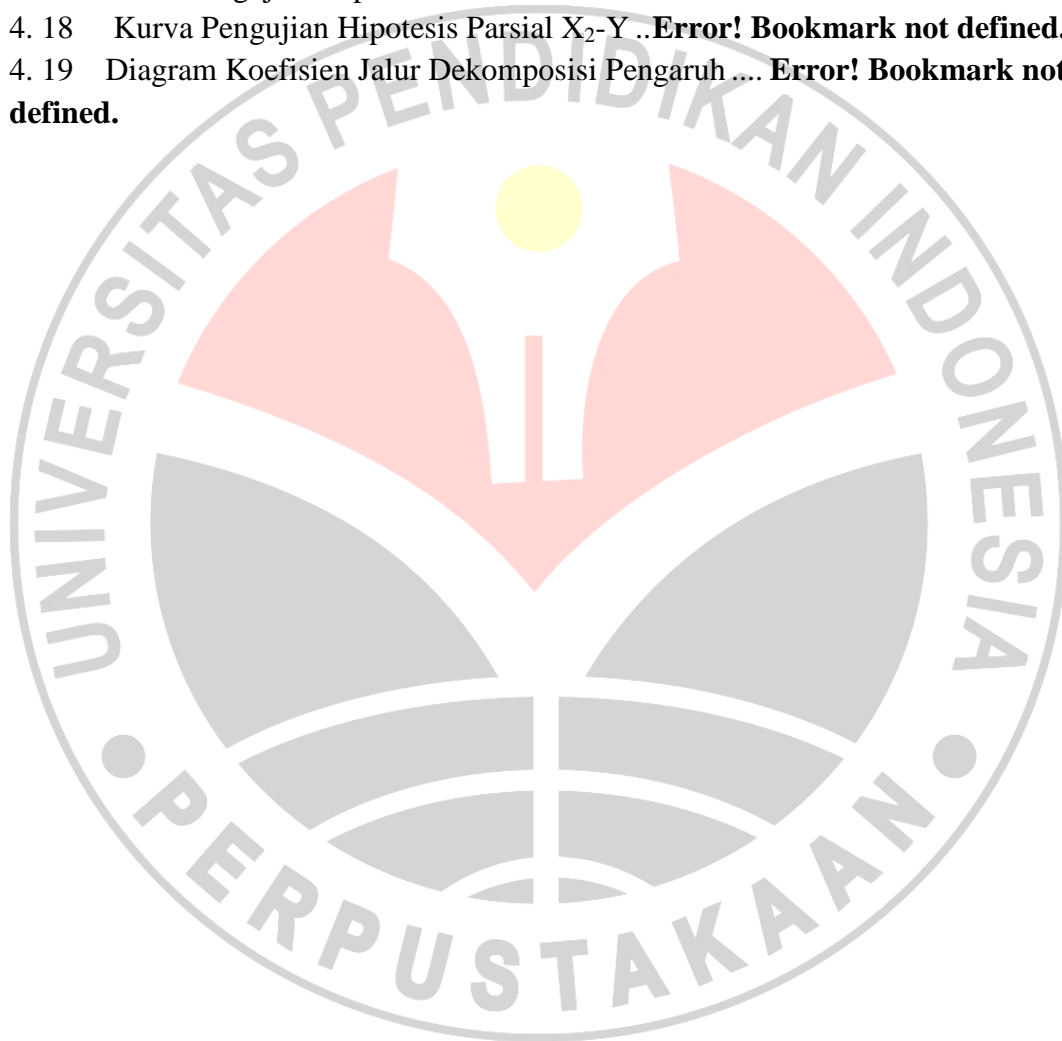 4. 18 Kurva Pengujian Hipotesis Parsial X₂-Y ..Error! Bookmark not defined.
4. 19 Diagram Koefisien Jalur Dekomposisi Pengaruh .... Error! Bookmark not
defined.
UNIVERSITAS PENDIDIKAN INDONESIA
PERPUSTAKAAN